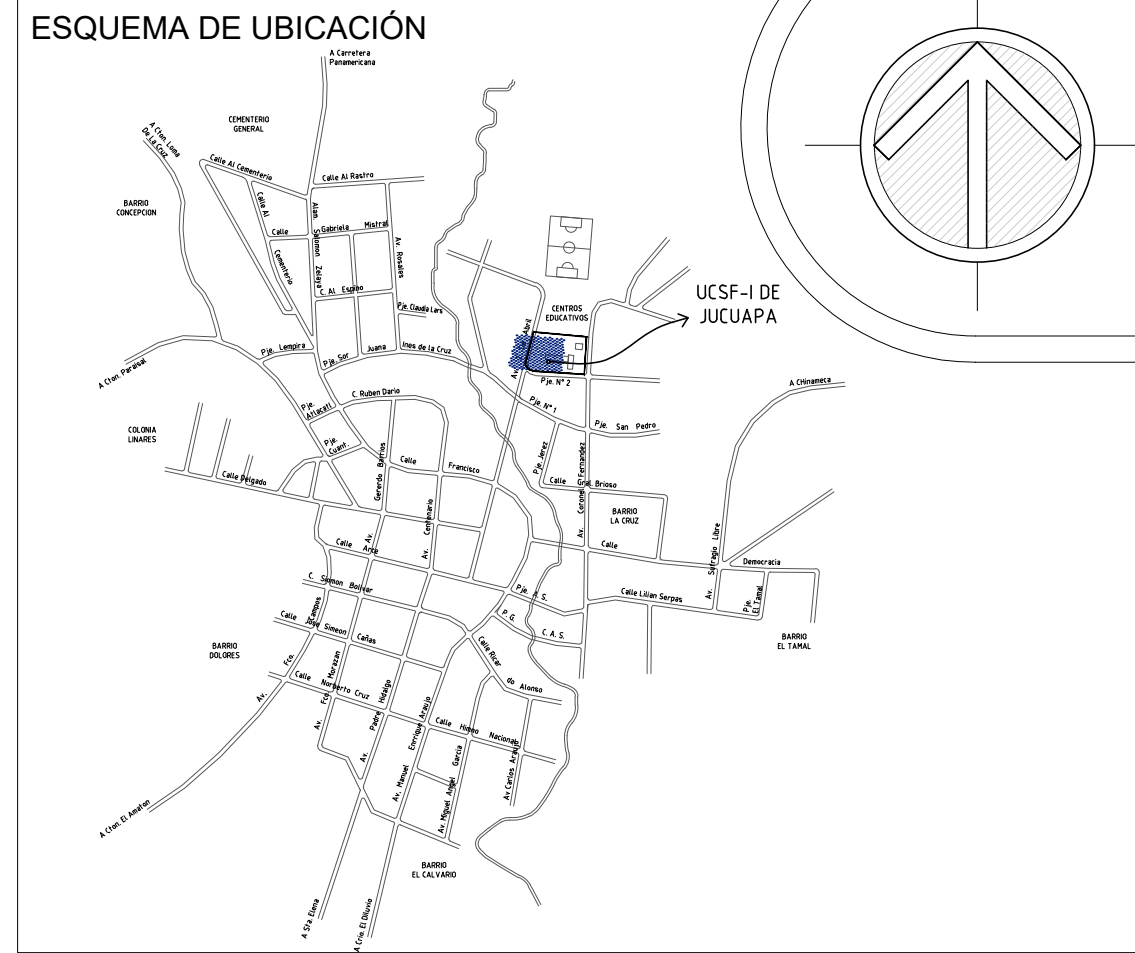 ESQUEMA DE UBICACIÓN
A Carretera
Panamericana
CEMENTERIO
GENERAL
A Cton. Loma
De La Cruz
Calle Al Cementerio
Calle Al Rastro
BARRIO
CONCEPCION
Calle Al
Cementerio
Alam.
Salomon
Zelaya
Calle
Gabriela
Mistral
Av. Rosales
C. Al Espino
Pje. Claudia Lars
CENTROS
EDUCATIVOS
UCSF-I DE
JUCUAPA
Abril
Av.
Pje. Lempira
Pje. Sor
Juana
Ines de la Cruz
A Cton. Paraisal
Pje. N° 2
A CHinameca
C. Ruben Dario
Pje. N° 1
Pje.
Atlacatl
Pje. San Pedro
COLONIA
LINARES
Pje.
Cuant.
Pje. Jerez
Av. Coronel Fernandez
Av. Gererdo Barrios
Calle
Francisco
Calle Delgado
Calle Gral. Brioso
Av. Centenario
BARRIO
LA CRUZ
Calle Arce
Calle
Democracia
Av. Sufragio Libre
C. Siomon Bolivar
Pje. A. S.
Calle Lilian Serpas
Pje.
El Tamal
Av. Fco. Campos
Calle Jose Simeon Cañas
P. G.
C. A. S.
BARRIO
EL TAMAL
BARRIO
DOLORES
Calle Ricar
do Alonso
Av. Fco. Morazan
Calle Norberto Cruz
Av. Padre Hidalgo
Av. Manuel Enrique Araujo
Calle Himno Nacional
Av. Miguel Angel Garcia
Av Carlos Araujo
A Cton. El Amaton
BARRIO
EL CALVARIO
A Sta. Elena
A Crio. El Diluvio